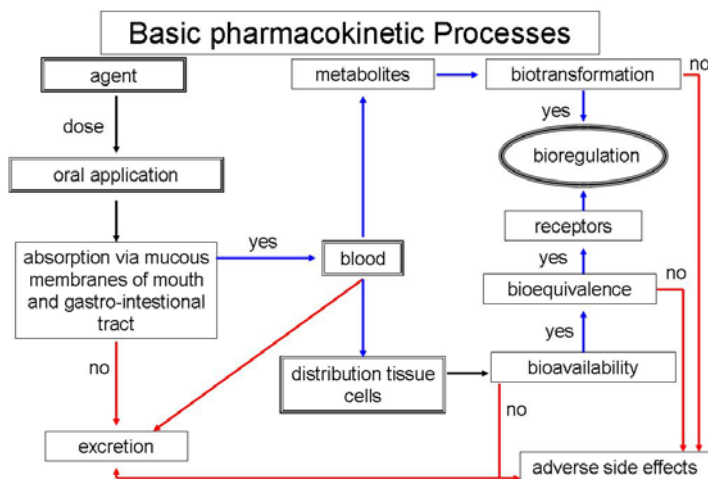 Basic pharmacokinetic Processes
agent
dose
oral application
absorption via mucous
membranes of mouth
and gastro-intestional
tract
yes
no
blood
excretion
metabolites
biotransformation
no
yes
bioregulation
receptors
yes
bioequivalence
no
yes
distribution tissue
cells
bioavailability
no
adverse side effects